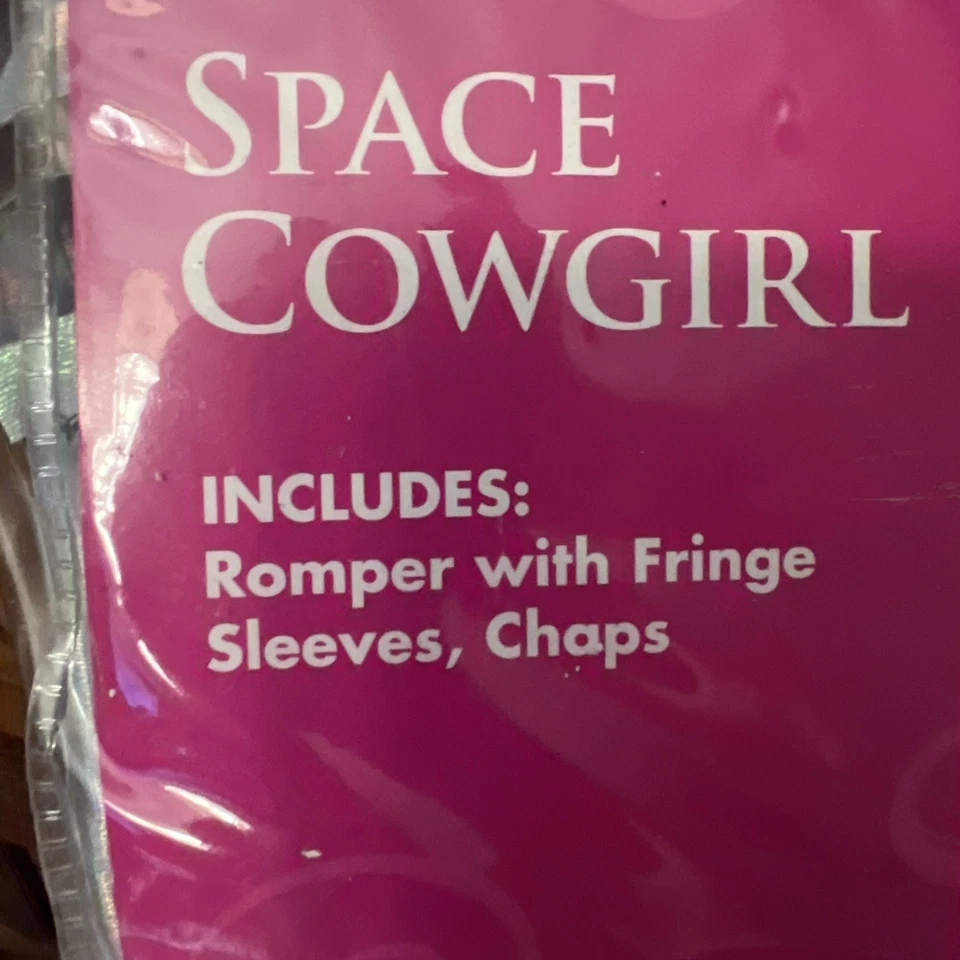 SPACE
COWGIRL
INCLUDES:
Romper with Fringe
Sleeves, Chaps